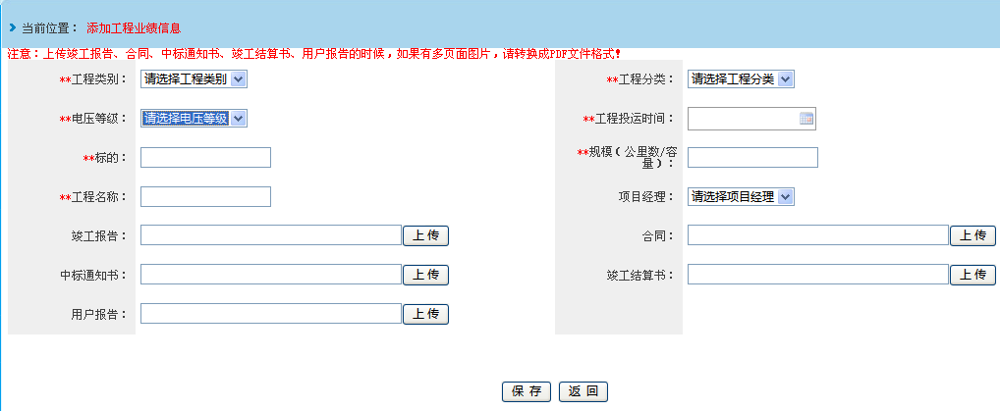 当前位置： 添加工程业绩信息
注意：上传竣工报告、合同、中标通知书、竣工结算书、用户报告的时候，如果有多页面图片，请转换成PDF文件格式！
**工程类别： 请选择工程类别 **工程分类： 请选择工程分类
**电压等级： 请选择电压等级 **工程投运时间：
**标的： **规模（公里数/容
量）：
**工程名称： 项目经理： 请选择项目经理
竣工报告： 上传 合同： 上传
中标通知书： 上传 竣工结算书： 上传
用户报告： 上传
保存 返回